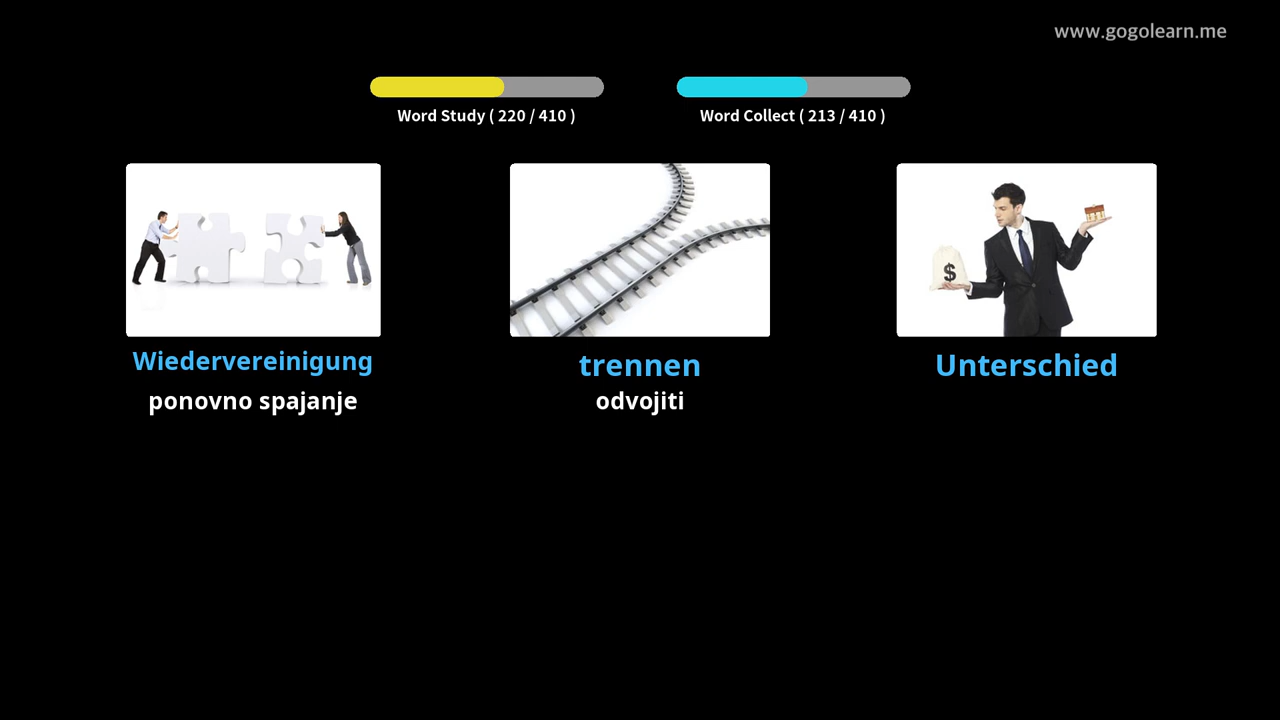 www.gogolearn.me
Word Study ( 220 / 410 )
Word Collect ( 213 / 410 )
$
Wiedervereinigung
trennen
Unterschied
ponovno spajanje
odvojiti